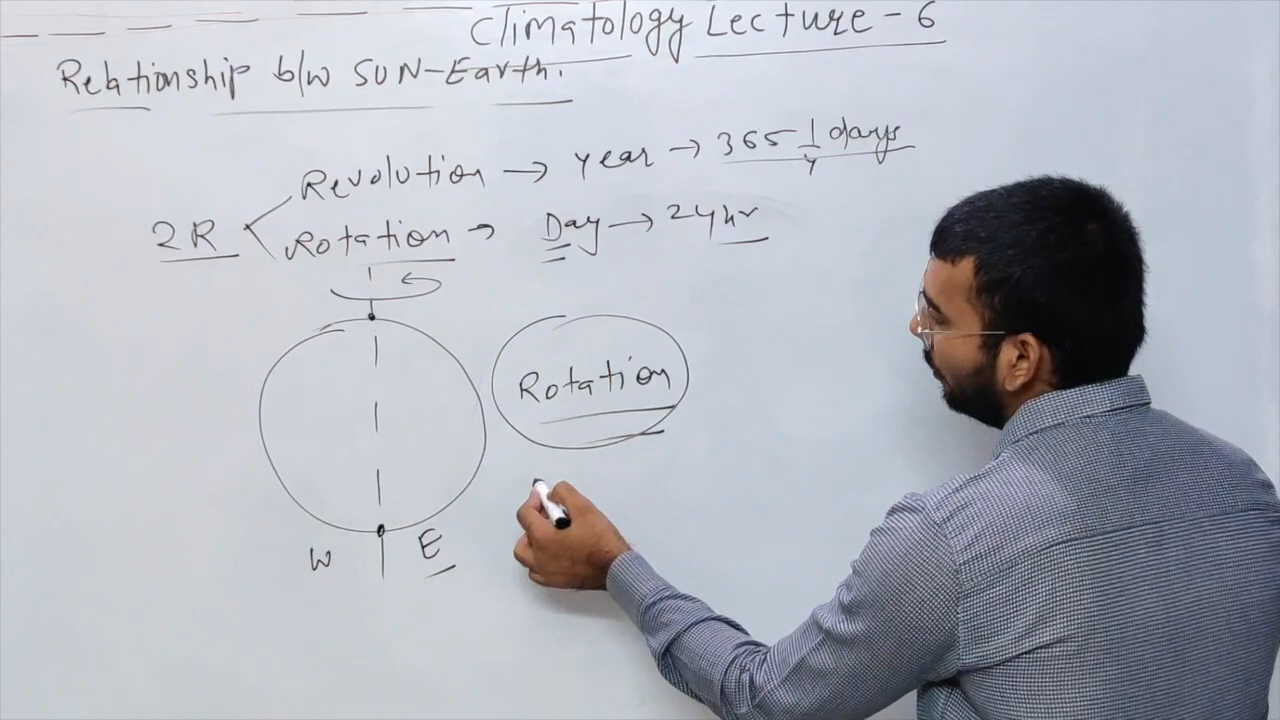 Climatology Lecture - 6
Relationship b/w SUN-Earth.
Revolution → Year → 365 1/4 days
2R
Rotation → Day → 24hr
Rotation
W E